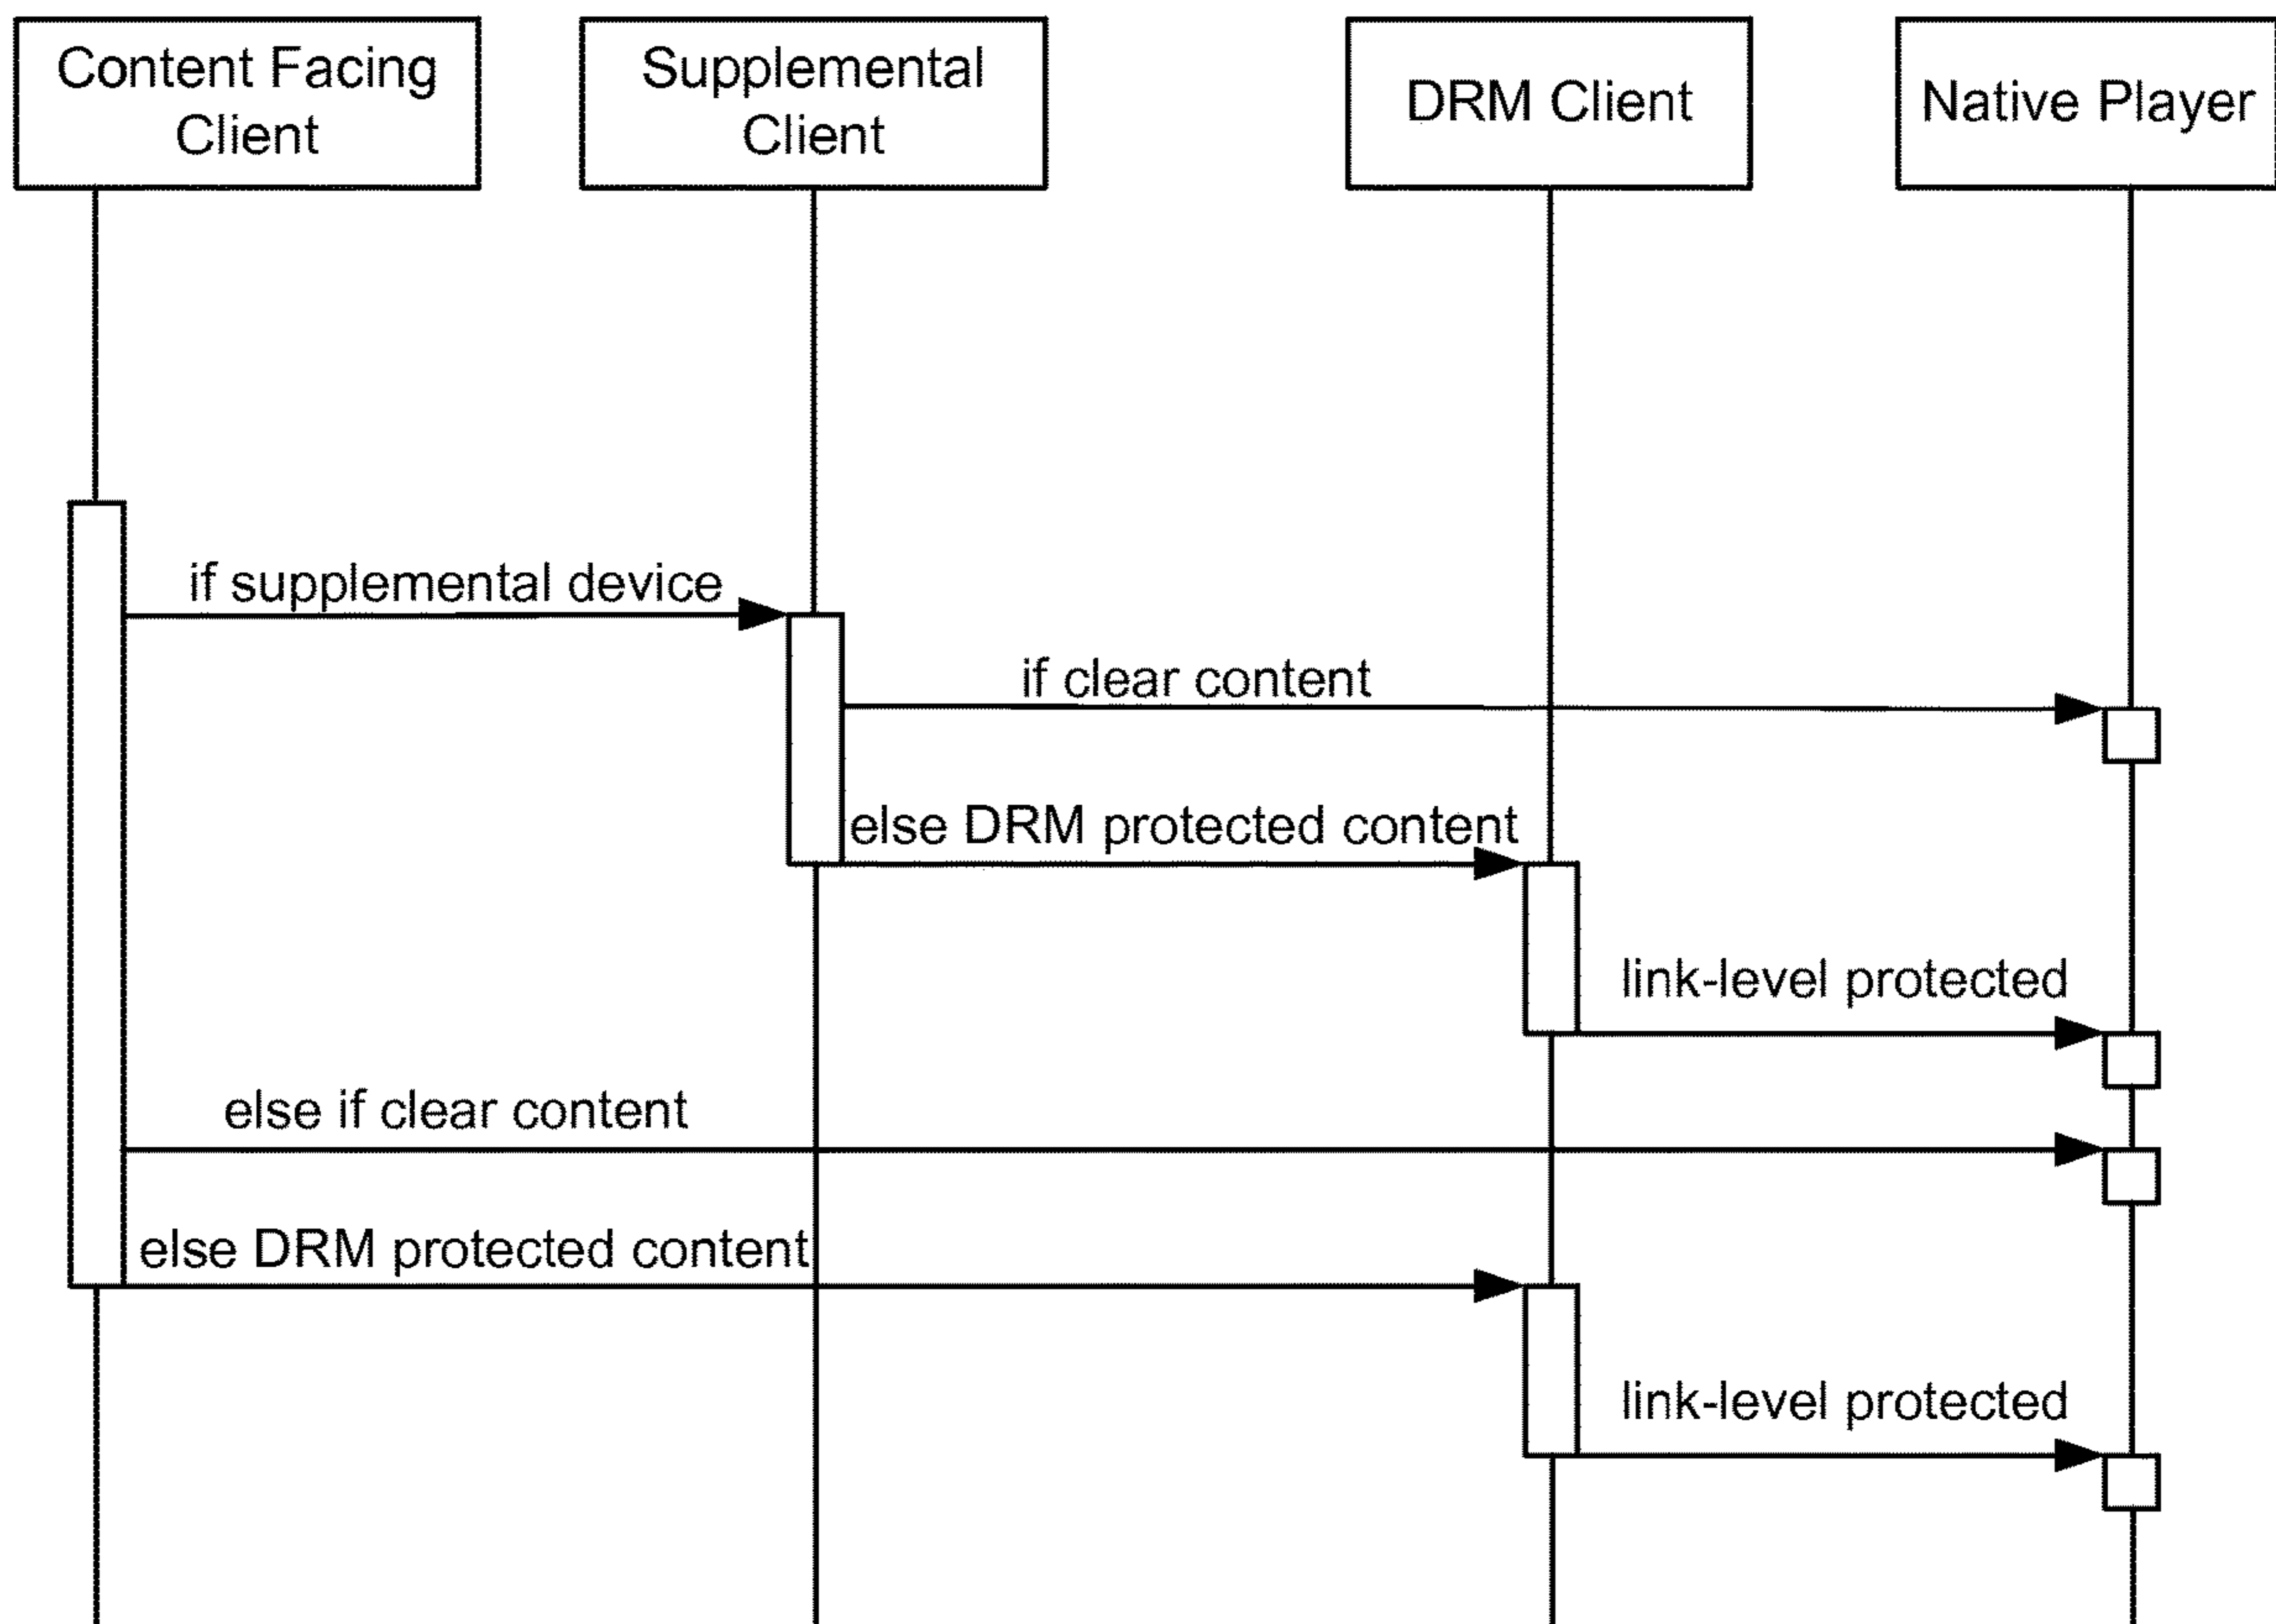 Content Facing
Client
Supplemental
Client
DRM Client
Native Player
if supplemental device
if clear content
else DRM protected content
link-level protected
else if clear content
else DRM protected content
link-level protected